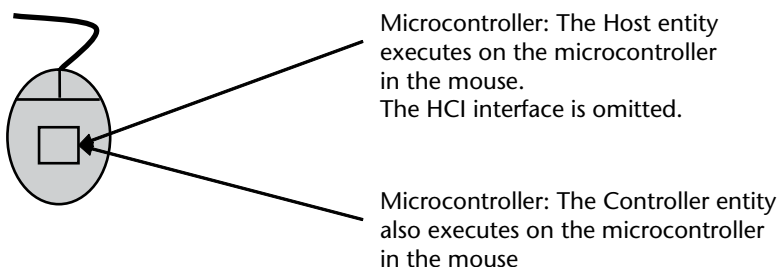 Microcontroller: The Host entity
executes on the microcontroller
in the mouse.
The HCI interface is omitted.
Microcontroller: The Controller entity
also executes on the microcontroller
in the mouse